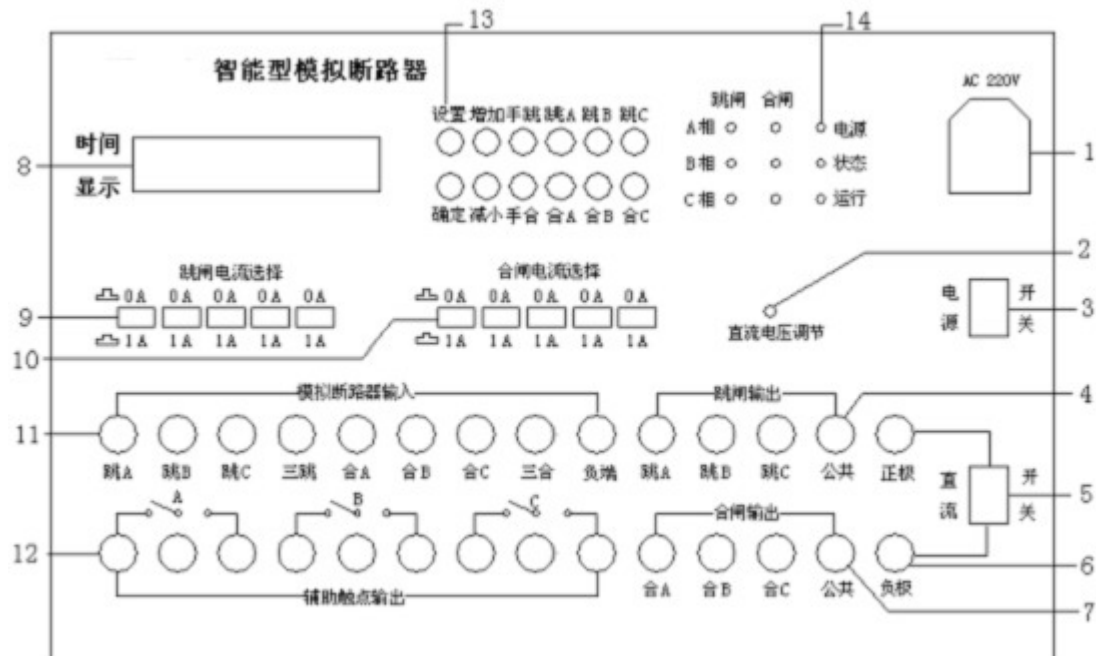 13 14
智能型模拟断路器
AC 220V
跳闸 合闸
设置 增加 手跳 跳A 跳B 跳C
A相 电源
时间
8
显示
B相 状态
1
C相 运行
确定 减小 手合 合A 合B 合C
2
跳闸电流选择 合闸电流选择
0A 0A 0A 0A 0A 0A 0A 0A 0A 0A
电 开
9
3
源 关
直流电压调节
1A 1A 1A 1A 1A 1A 1A 1A 1A 1A
10
模拟断路器输入 跳闸输出
4
11
跳A 跳B 跳C 三跳 合A 合B 合C 三合 负端 跳A 跳B 跳C 公共 正极
直 开
5
流 关
A B C
合闸输出
12
6
合A 合B 合C 公共 负极
辅助触点输出
7